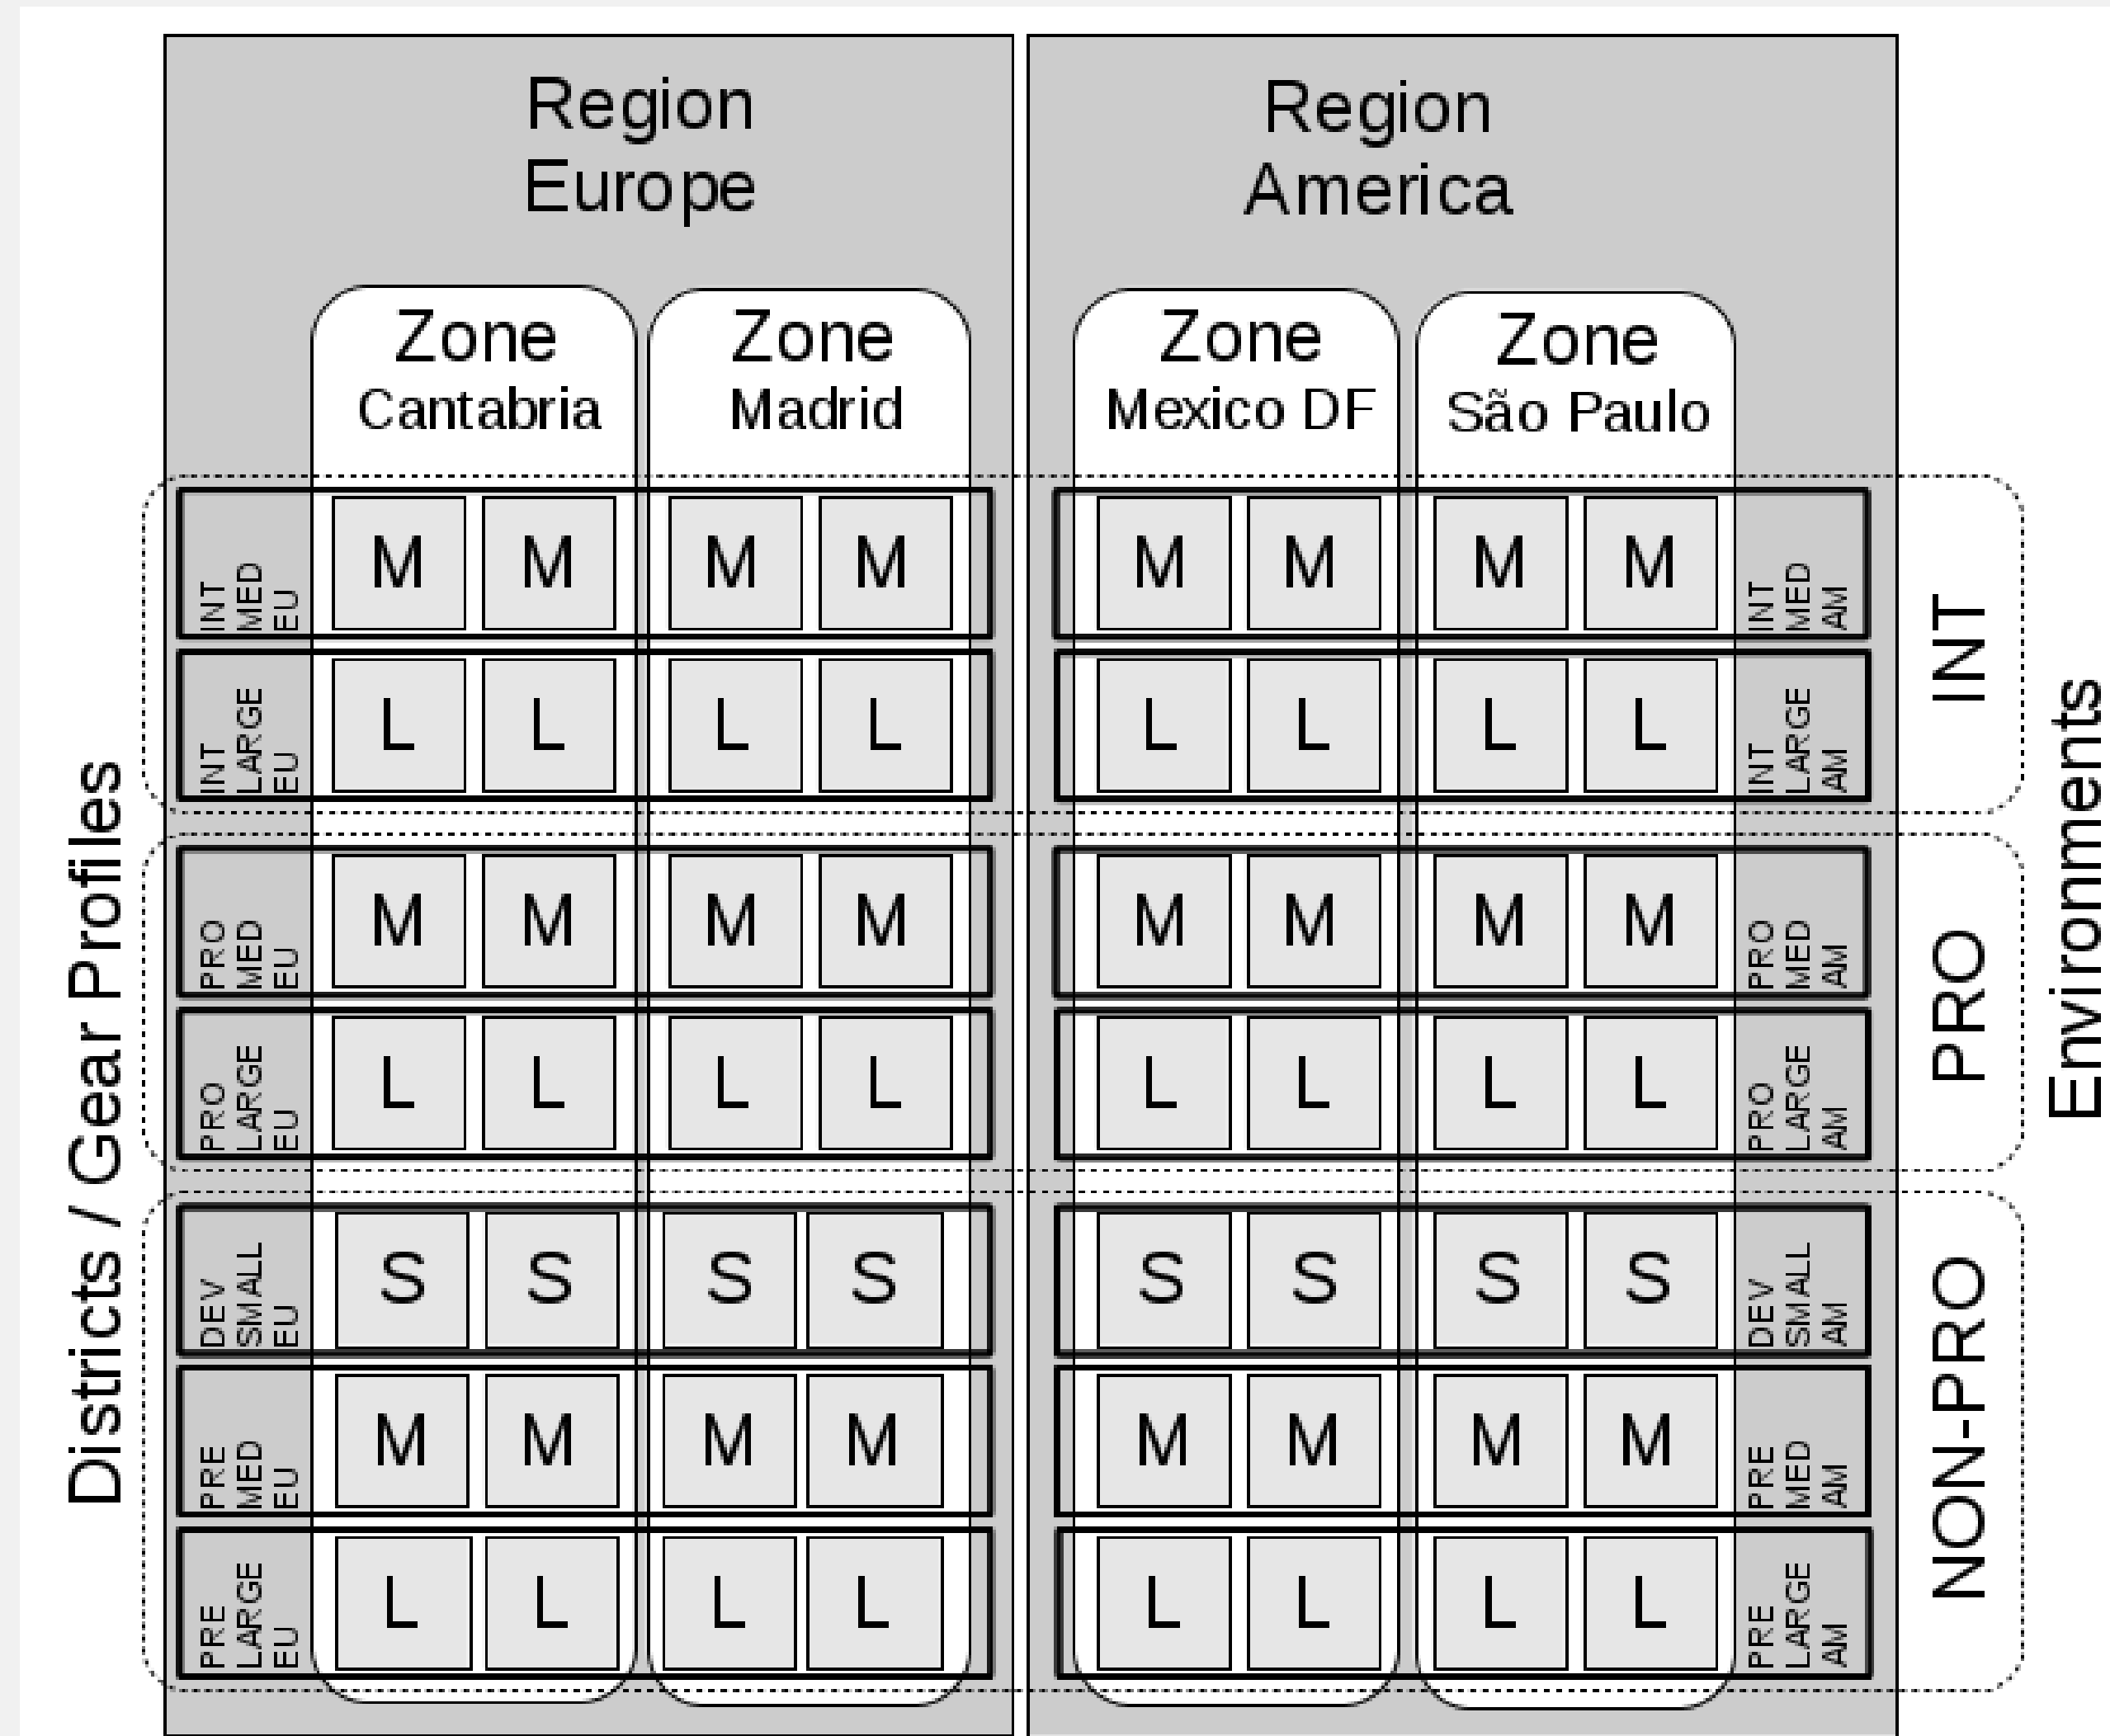 Region
Europe
Region
America
Zone
Cantabria
Zone
Madrid
Zone
Mexico DF
Zone
São Paulo
Districts / Gear Profiles
Environments
INT
MED
EU
M M M M
M M M M
INT
MED
AM
INT
LARGE
EU
L L L L
L L L L
INT
LARGE
AM
INT
PRO
MED
EU
M M M M
M M M M
PRO
MED
AM
PRO
LARGE
EU
L L L L
L L L L
PRO
LARGE
AM
PRO
DEV
SMALL
EU
S S S S
S S S S
DEV
SMALL
AM
PRE
MED
EU
M M M M
M M M M
PRE
MED
AM
PRE
LARGE
EU
L L L L
L L L L
PRE
LARGE
AM
NON-PRO